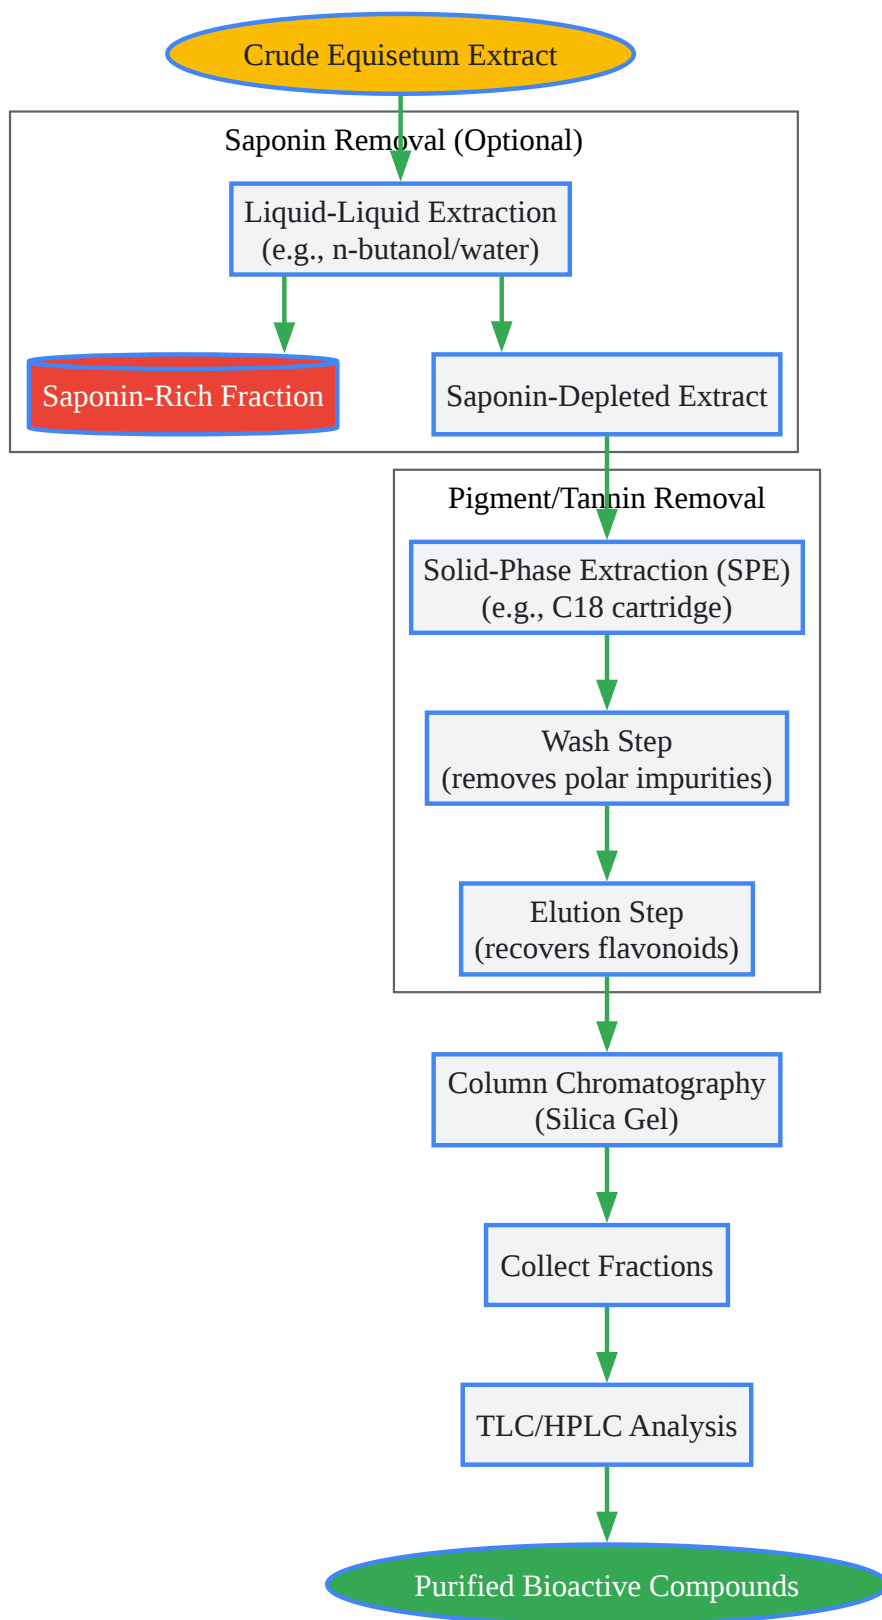 Crude Equisetum Extract
Saponin Removal (Optional)
Liquid-Liquid Extraction
(e.g., n-butanol/water)
Saponin-Rich Fraction
Saponin-Depleted Extract
Pigment/Tannin Removal
Solid-Phase Extraction (SPE)
(e.g., C18 cartridge)
Wash Step
(removes polar impurities)
Elution Step
(recovers flavonoids)
Column Chromatography
(Silica Gel)
Collect Fractions
TLC/HPLC Analysis
Purified Bioactive Compounds